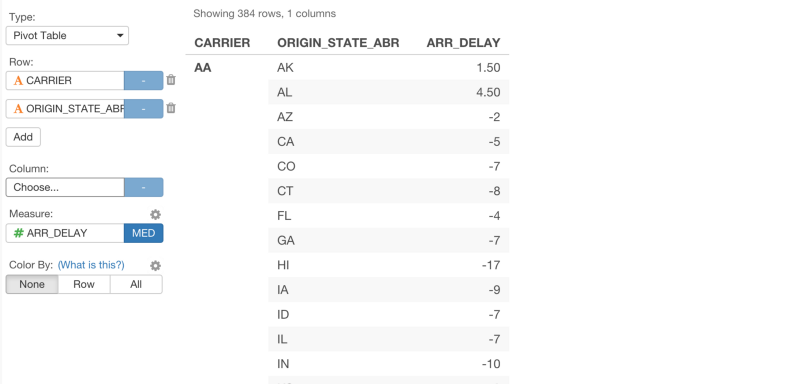 Type:
Pivot Table
Row:
A CARRIER -
A ORIGIN_STATE_ABR -
Add
Column:
Choose... -
Measure:
# ARR_DELAY MED
Color By: (What is this?)
None Row All
Showing 384 rows, 1 columns
CARRIER ORIGIN_STATE_ABR ARR_DELAY
AA AK 1.50
AL 4.50
AZ -2
CA -5
CO -7
CT -8
FL -4
GA -7
HI -17
IA -9
ID -7
IL -7
IN -10